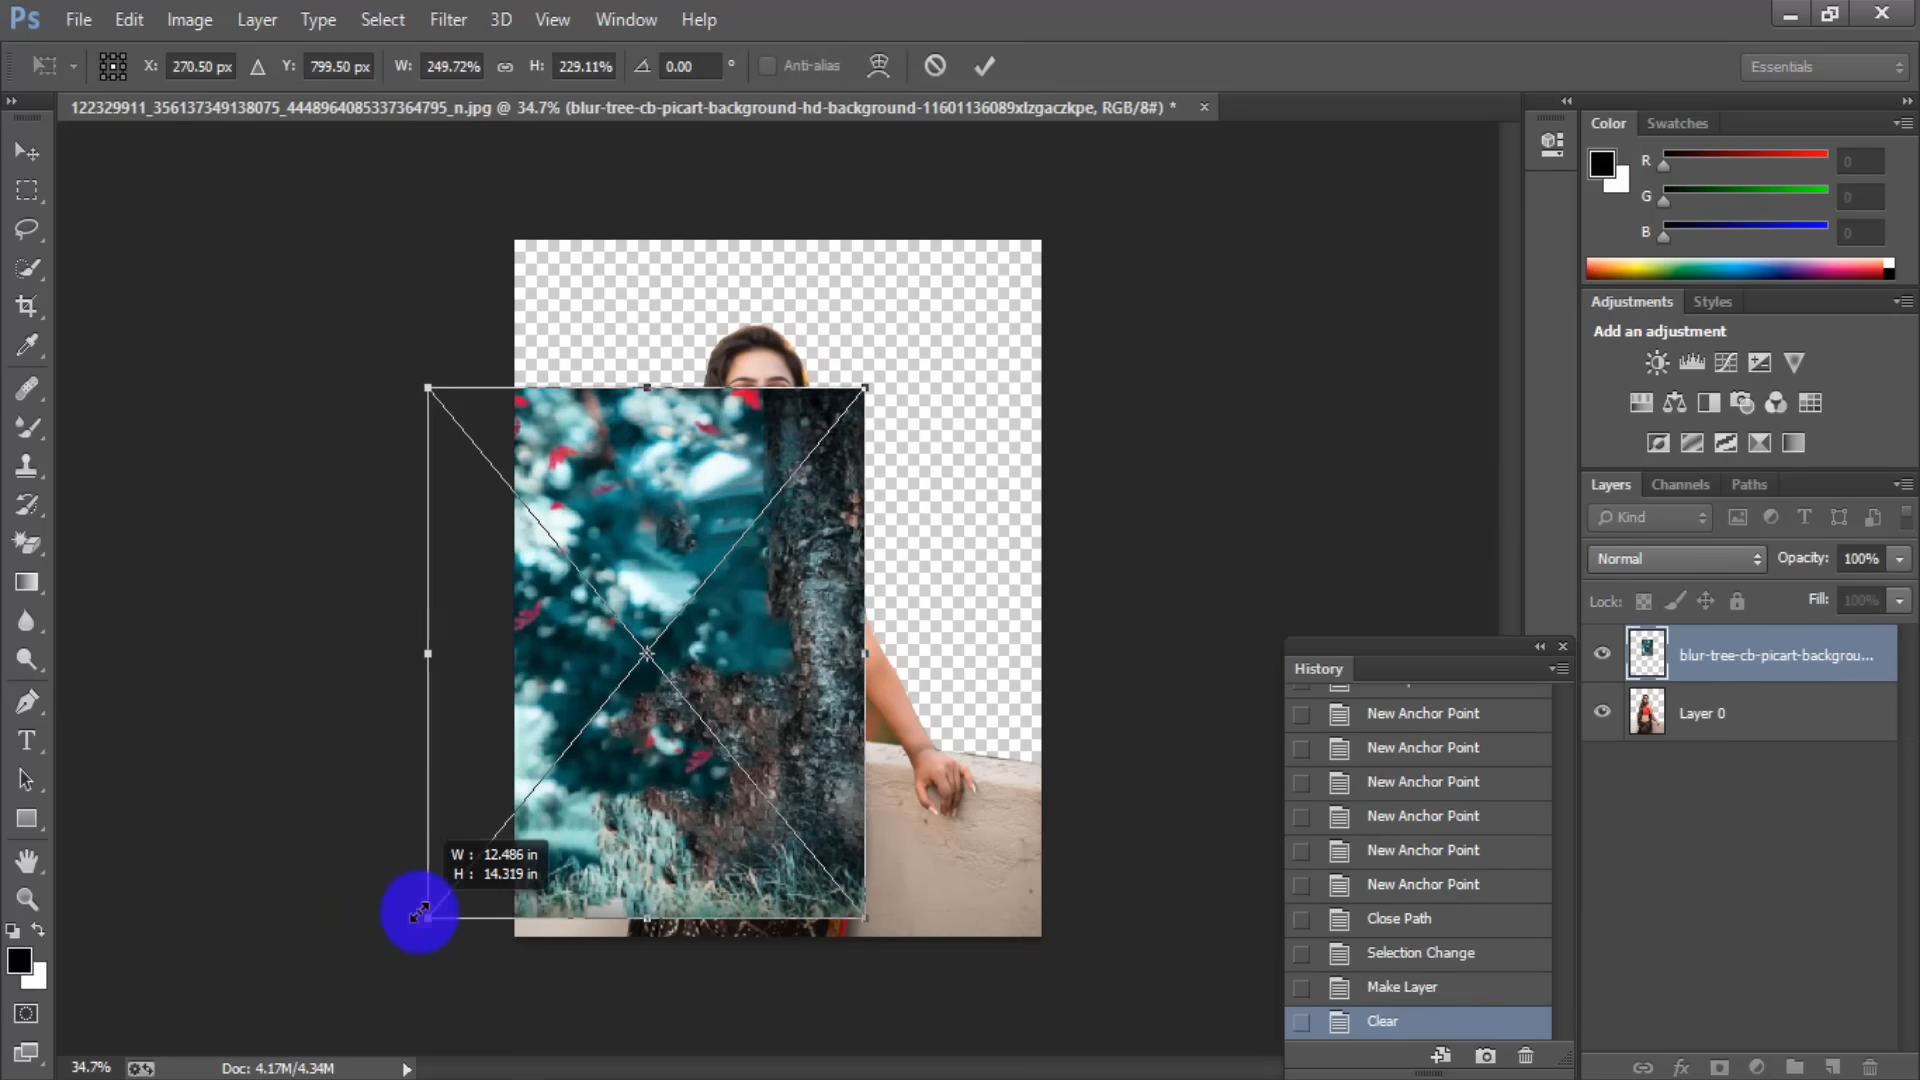 Ps File Edit Image Layer Type Select Filter 3D View Window Help
X: 270.50 px Y: 799.50 px W: 249.72% H: 229.11% 0.00 ° Anti-alias Essentials
122329911_356137349138075_4448964085337364795_n.jpg @ 34.7% (blur-tree-cb-picart-background-hd-background-11601136089xlzgaczkpe, RGB/8#) *
Color Swatches
R 0
G 0
B 0
Adjustments Styles
Add an adjustment
Layers Channels Paths
Kind
Normal Opacity: 100%
Lock: Fill: 100%
blur-tree-cb-picart-backgrou...
Layer 0
History
New Anchor Point
New Anchor Point
New Anchor Point
New Anchor Point
New Anchor Point
New Anchor Point
Close Path
Selection Change
Make Layer
Clear
W : 12.486 in
H : 14.319 in
34.7% Doc: 4.17M/4.34M